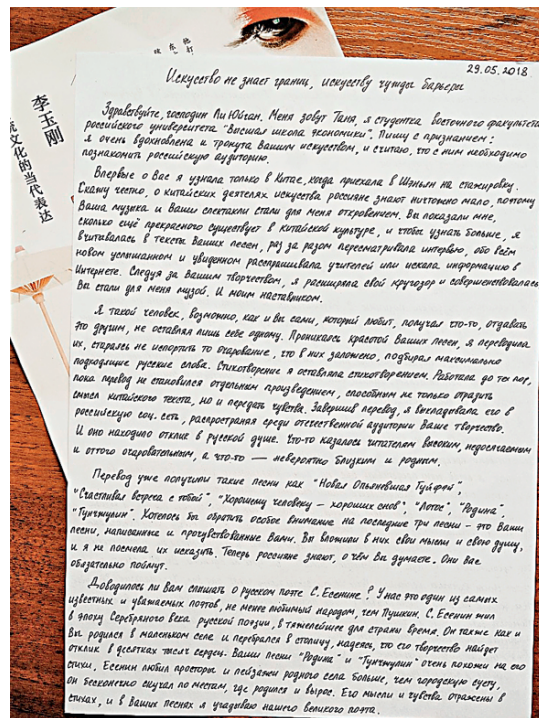 李玉刚
统文化的当代表达
29.05.2018
Искусство не знает границ, искусству чужды барьеры
Здравствуйте, господин Ли Юйган. Меня зовут Таня, я студентка восточного факультета
российского университета "Высшая школа экономики". Пишу с признанием:
я очень вдохновлена и тронута Вашим искусством, и считаю, что с ним необходимо
познакомить российскую аудиторию.
Впервые о Вас я узнала только в Китае, когда приехала в Шэньян на стажировку.
Скажу честно, о китайских деятелях искусства россияне знают ничтожно мало, поэтому
Ваша музыка и Ваши спектакли стали для меня откровением. Вы показали мне,
сколько ещё прекрасного существует в китайской культуре, и чтобы узнать больше, я
вчитывалась в тексты Ваших песен, раз за разом пересматривала интервью, обо всём
новом услышанном и увиденном расспрашивала учителей или искала информацию в
Интернете. Следуя за Вашим творчеством, я расширяла свой кругозор и совершенствовалась
Вы стали для меня музой. И моим наставником.
Я такой человек, возможно, как и Вы сами, который любит, получая что-то, отдавать
это другим, не оставляя лишь себе одному. Проникаясь красотой Ваших песен, я переводила
их, стараясь не испортить то очарование, что в них заложено, подбирая максимально
подходящие русские слова. Стихотворение я оставляла стихотворением. Работала до тех пор,
пока перевод не становился отдельным произведением, способным не только отразить
смысл китайского текста, но и передать чувства. Завершив перевод, я выкладывала его в
российскую соц. сеть, распространяя среди отечественной аудитории Ваше творчество.
И оно находило отклик в русской душе. Что-то казалось читателям высоким, недосягаемым
и оттого очаровательным, а что-то — невероятно близким и родным.
Перевод уже получили такие песни как "Новая Опьяневшая Гуйфэй",
"Счастливая встреча с тобой", "Хорошему человеку – хороших снов", "Лотос", "Родина",
"Тунчжулин". Хотелось бы обратить особое внимание на последние три песни - это Ваши
песни, написанные и прочувствованные Вами. Вы вложили в них свои мысли и свою душу,
и я не посмела их исказить. Теперь россияне знают, о чём Вы думаете. Они Вас
обязательно поймут.
Доводилось ли Вам слышать о русском поэте С. Есенине? У нас это один из самых
известных и уважаемых поэтов, не менее любимый народом, чем Пушкин. С. Есенин жил
в эпоху Серебряного века русской поэзии, в тяжелейшее для страны время. Он также как и
Вы родился в маленьком селе и перебрался в столицу, надеясь, что его творчество найдет
отклик в десятках тысяч сердец. Ваши песни "Родина" и "Тунчжулин" очень похожи на его
стихи, Есенин любил просторы и пейзажи родного села больше, чем городскую суету,
он бесконечно скучал по местам, где родился и вырос. Его мысли и чувства отражены в
стихах, и в Ваших песнях я угадываю нашего великого поэта.